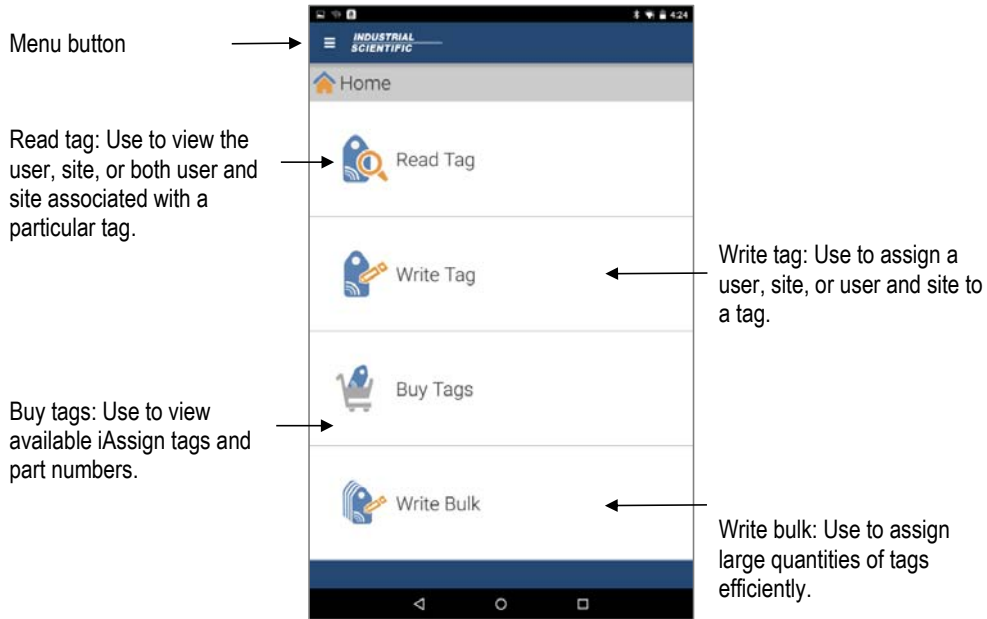 4:24
Menu button
INDUSTRIAL
SCIENTIFIC
Home
Read tag: Use to view the
user, site, or both user and
site associated with a
particular tag.
Read Tag
Write Tag
Write tag: Use to assign a
user, site, or user and site to
a tag.
Buy Tags
Buy tags: Use to view
available iAssign tags and
part numbers.
Write Bulk
Write bulk: Use to assign
large quantities of tags
efficiently.